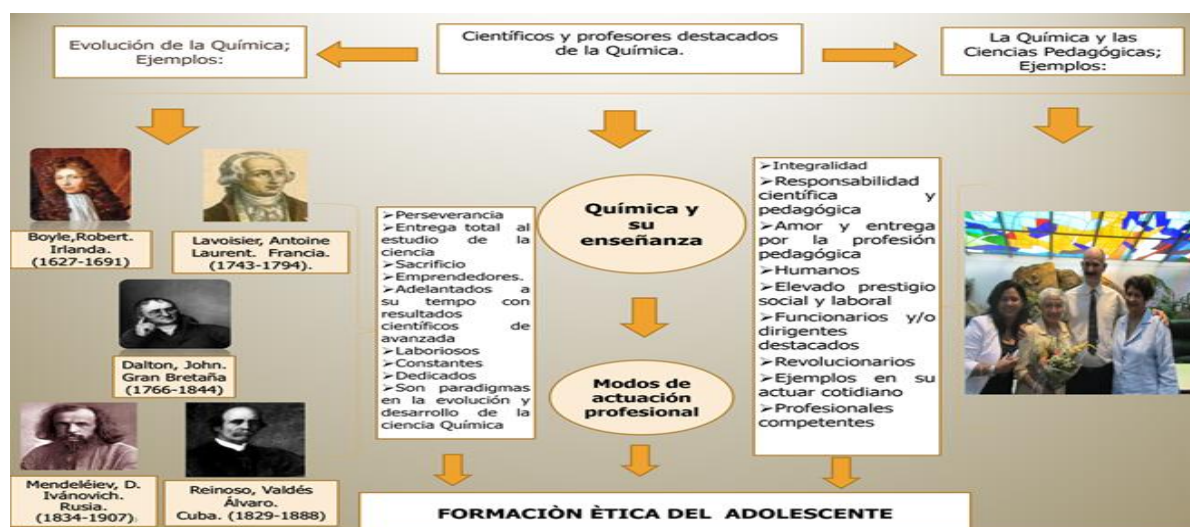 Evolución de la Química;
Ejemplos:
Científicos y profesores destacados
de la Química.
La Química y las
Ciencias Pedagógicas;
Ejemplos:
Boyle,Robert.
Irlanda.
(1627-1691)
Lavoisier, Antoine
Laurent. Francia.
(1743-1794).
Dalton, John.
Gran Bretaña
(1766-1844)
Mendeléiev, D.
Ivánovich.
Rusia.
(1834-1907)
Reinoso, Valdés
Álvaro.
Cuba. (1829-1888)
➢Perseverancia
➢Entrega total al
estudio de la
ciencia
➢Sacrificio
➢Emprendedores.
➢Adelantados a
su tiempo con
resultados
científicos de
avanzada
➢Laboriosos
➢Constantes
➢Dedicados
➢Son paradigmas
en la evolución y
desarrollo de la
ciencia Química
Química y
su
enseñanza
Modos de
actuación
profesional
➢Integralidad
➢Responsabilidad
científica y
pedagógica
➢Amor y entrega
por la profesión
pedagógica
➢Humanos
➢Elevado prestigio
social y laboral
➢Funcionarios y/o
dirigentes
destacados
➢Revolucionarios
➢Ejemplos en su
actuar cotidiano
➢Profesionales
competentes
FORMACIÒN ÈTICA DEL ADOLESCENTE